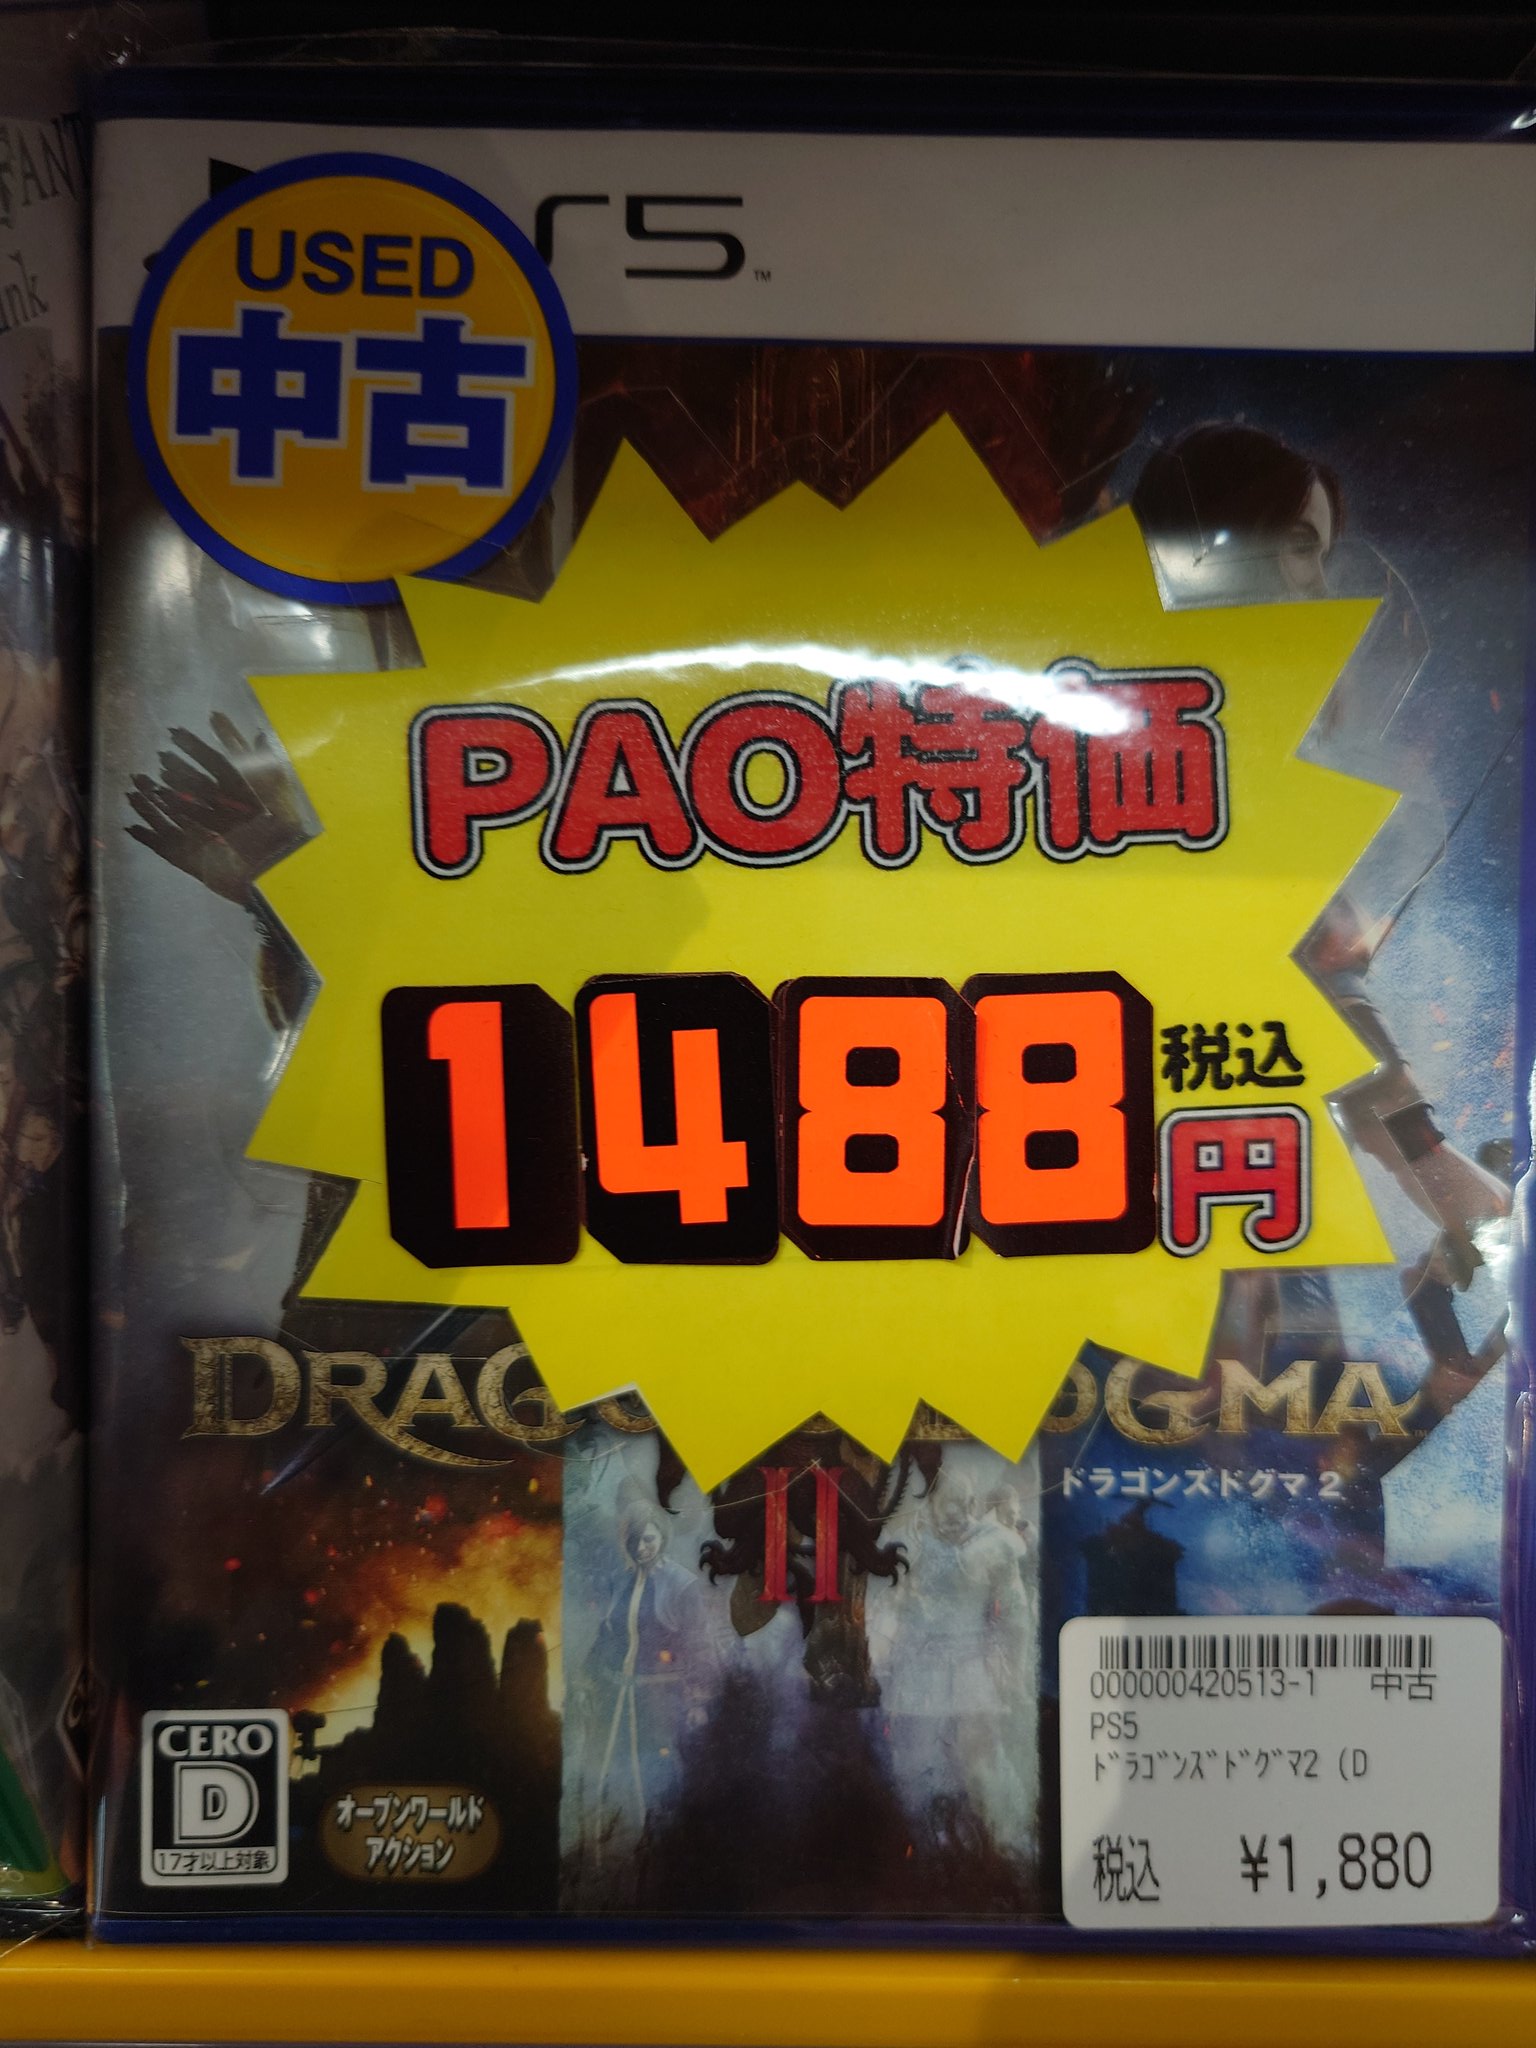 USED
中古
PS5
TM
PAO特価
1488
税込
円
ドラゴンズドグマ 2
II
CERO
D
17才以上対象
オープンワールド
アクション
000000420513-1 中古
PS5
ﾄﾞﾗｺﾞﾝｽﾞﾄﾞｸﾞﾏ2 (D
税込 ¥1,880